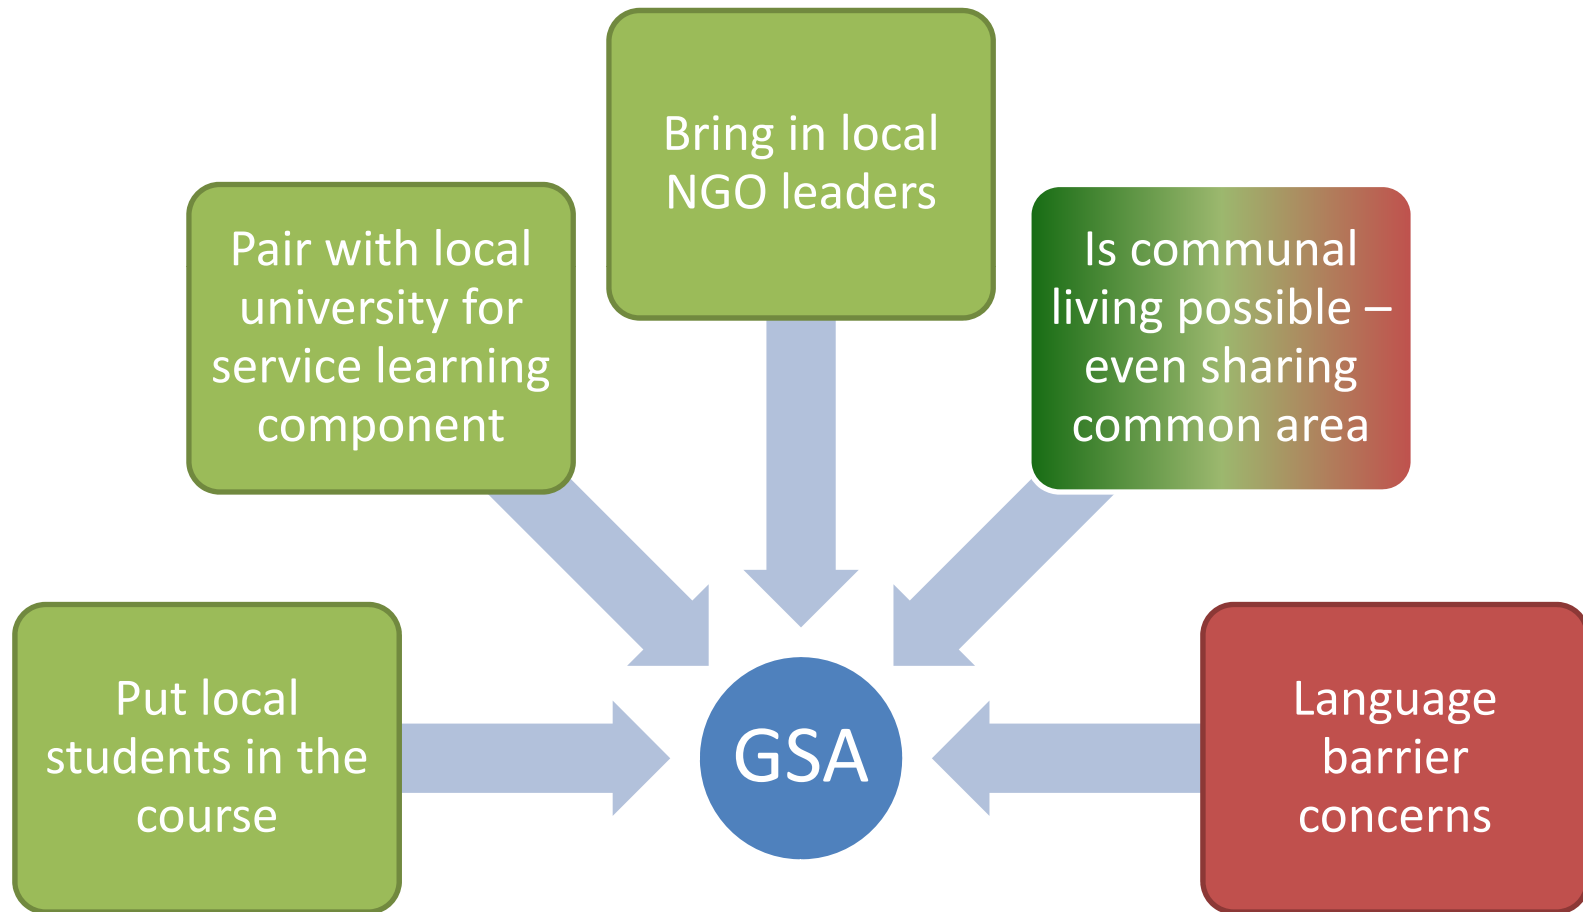 Put local
students in the
course
Pair with local
university for
service learning
component
Bring in local
NGO leaders
Is communal
living possible –
even sharing
common area
Language
barrier
concerns
GSA